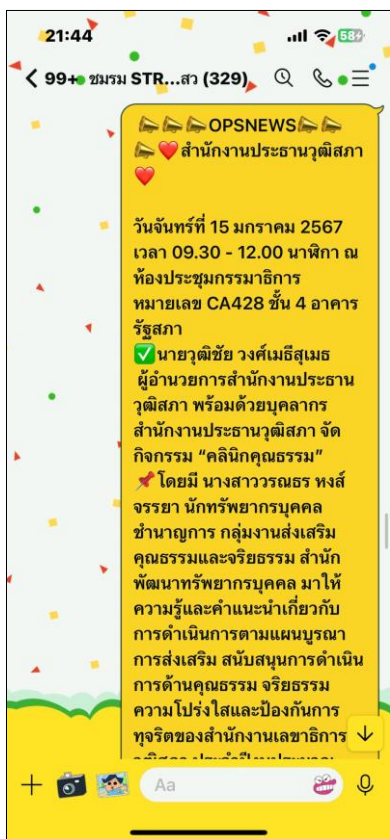 21:44
58
99+ ชมรม STR...สว (329)
📣📣📣OPSNEWS📣📣
📣❤️สำนักงานประธานวุฒิสภา
❤️
วันจันทร์ที่ 15 มกราคม 2567
เวลา 09.30 - 12.00 นาฬิกา ณ
ห้องประชุมกรรมาธิการ
หมายเลข CA428 ชั้น 4 อาคาร
รัฐสภา
✅นายวุฒิชัย วงศ์เมธีสุเมธ
ผู้อำนวยการสำนักงานประธาน
วุฒิสภา พร้อมด้วยบุคลากร
สำนักงานประธานวุฒิสภา จัด
กิจกรรม “คลินิกคุณธรรม”
📌โดยมี นางสาววรณธร หงส์
จรรยา นักทรัพยากรบุคคล
ชำนาญการ กลุ่มงานส่งเสริม
คุณธรรมและจริยธรรม สำนัก
พัฒนาทรัพยากรบุคคล มาให้
ความรู้และคำแนะนำเกี่ยวกับ
การดำเนินการตามแผนบูรณา
การส่งเสริม สนับสนุนการดำเนิน
การด้านคุณธรรม จริยธรรม
ความโปร่งใสและป้องกันการ
ทุจริตของสำนักงานเลขาธิการ
Aa